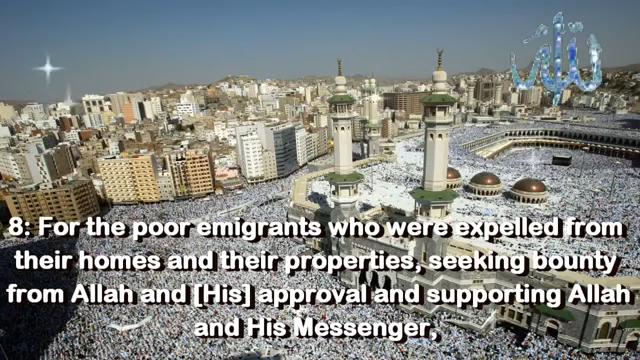 الله
8: For the poor emigrants who were expelled from
their homes and their properties, seeking bounty
from Allah and [His] approval and supporting Allah
and His Messenger,